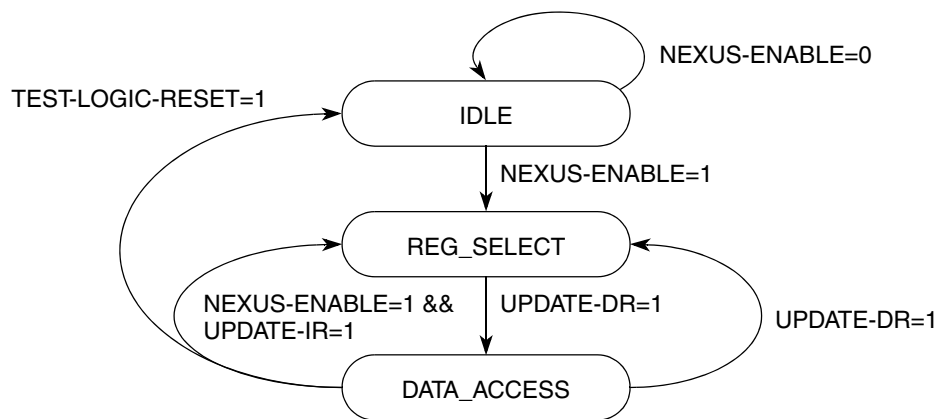 NEXUS-ENABLE=0
TEST-LOGIC-RESET=1
IDLE
NEXUS-ENABLE=1
REG_SELECT
NEXUS-ENABLE=1 &&
UPDATE-IR=1
UPDATE-DR=1
UPDATE-DR=1
DATA_ACCESS